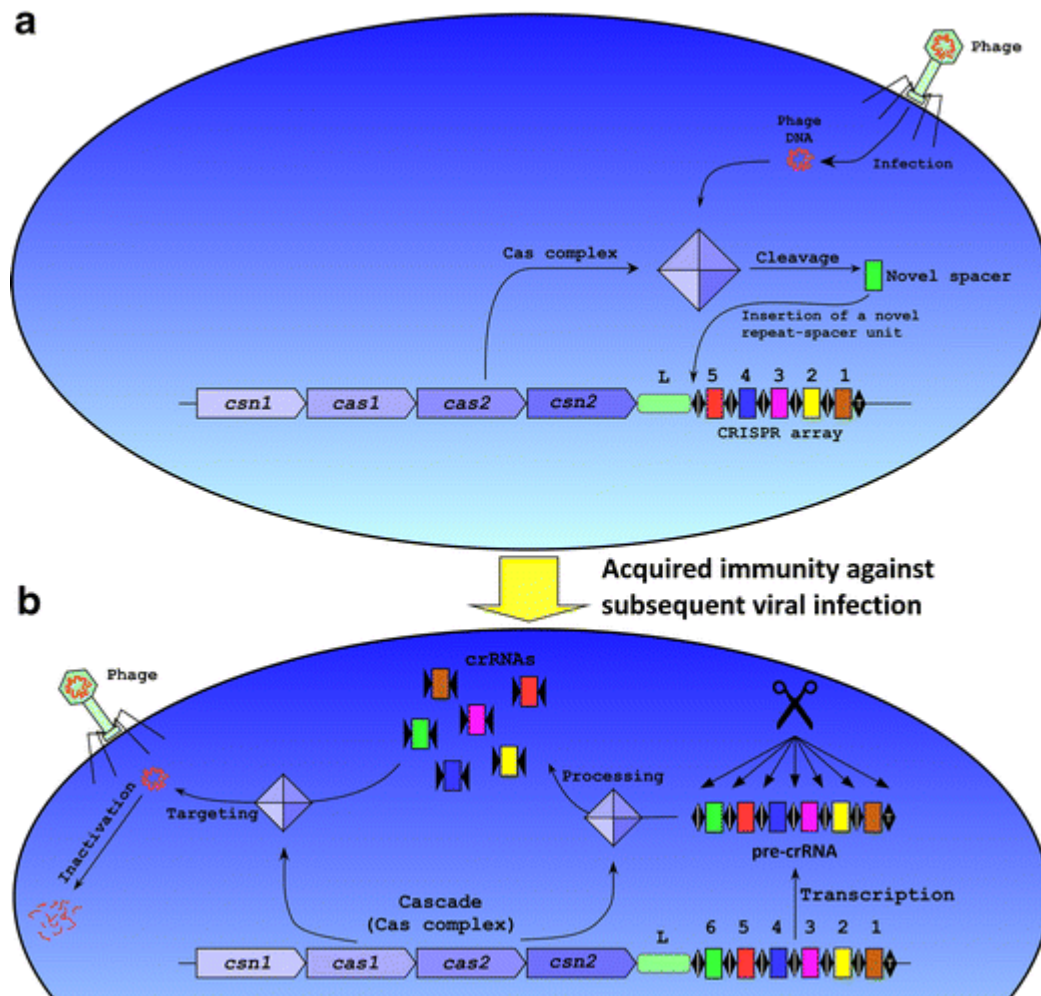 a
Phage
Phage
DNA
Infection
Cas complex
Cleavage
Novel spacer
Insertion of a novel
repeat-spacer unit
L
5 4 3 2 1
csn1 cas1 cas2 csn2
T
CRISPR array
Acquired immunity against
subsequent viral infection
b
Phage
crRNAs
Processing
Targeting
Inactivation
T
pre-crRNA
Transcription
Cascade
(Cas complex)
L
6 5 4 3 2 1
csn1 cas1 cas2 csn2
T